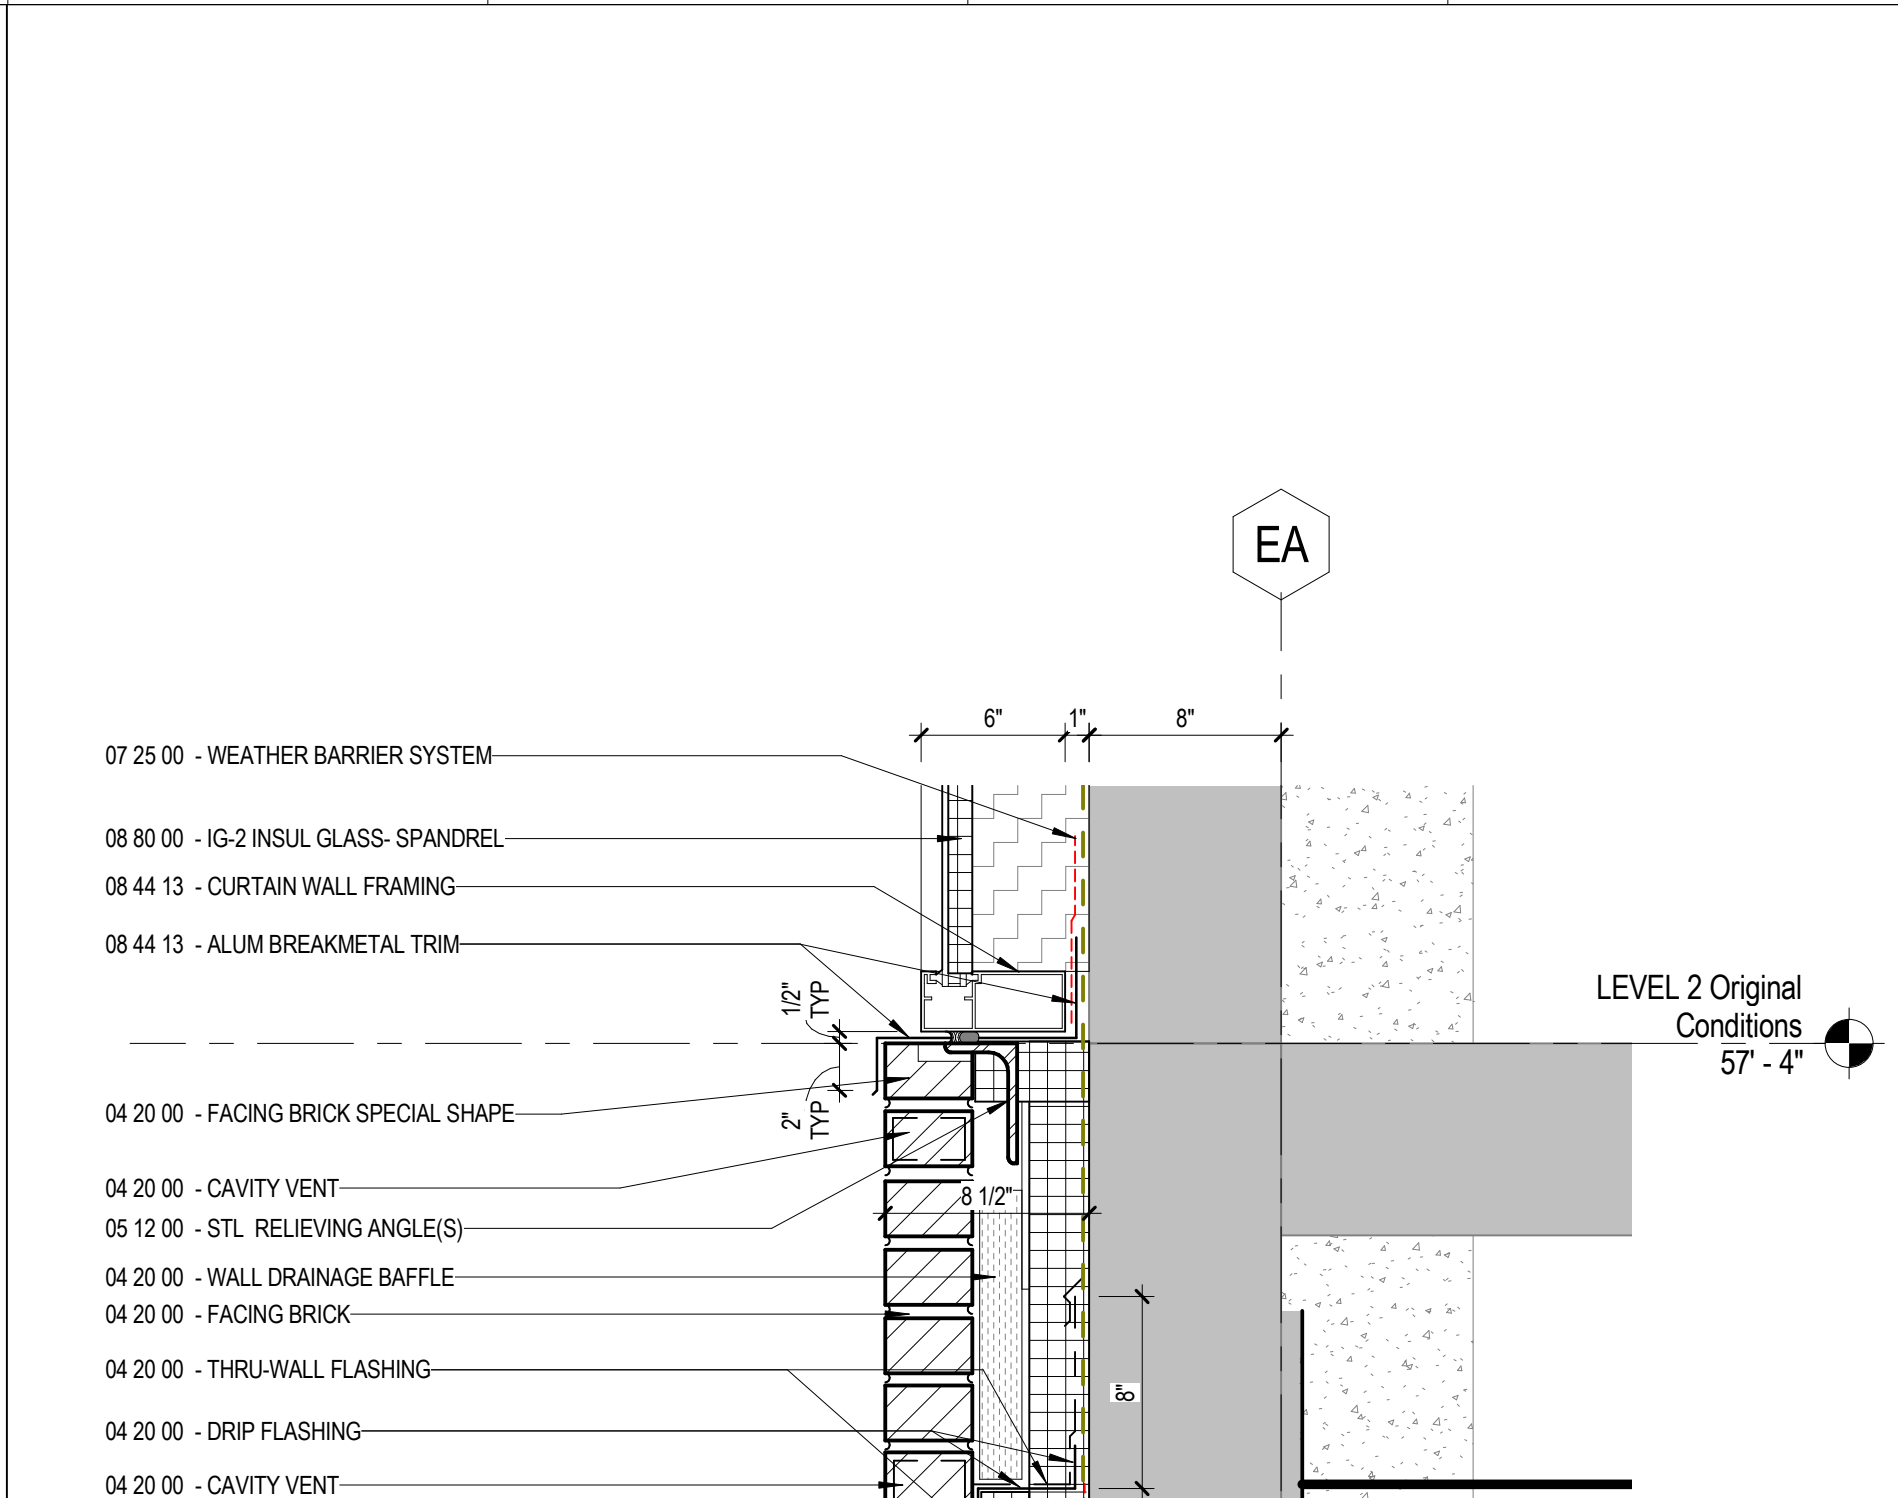 EA
6" 1" 8"
07 25 00 - WEATHER BARRIER SYSTEM
08 80 00 - IG-2 INSUL GLASS- SPANDREL
08 44 13 - CURTAIN WALL FRAMING
08 44 13 - ALUM BREAKMETAL TRIM
1/2"
TYP
LEVEL 2 Original
Conditions
57' - 4"
2"
TYP
04 20 00 - FACING BRICK SPECIAL SHAPE
04 20 00 - CAVITY VENT
8 1/2"
05 12 00 - STL RELIEVING ANGLE(S)
04 20 00 - WALL DRAINAGE BAFFLE
04 20 00 - FACING BRICK
04 20 00 - THRU-WALL FLASHING
8"
04 20 00 - DRIP FLASHING
04 20 00 - CAVITY VENT